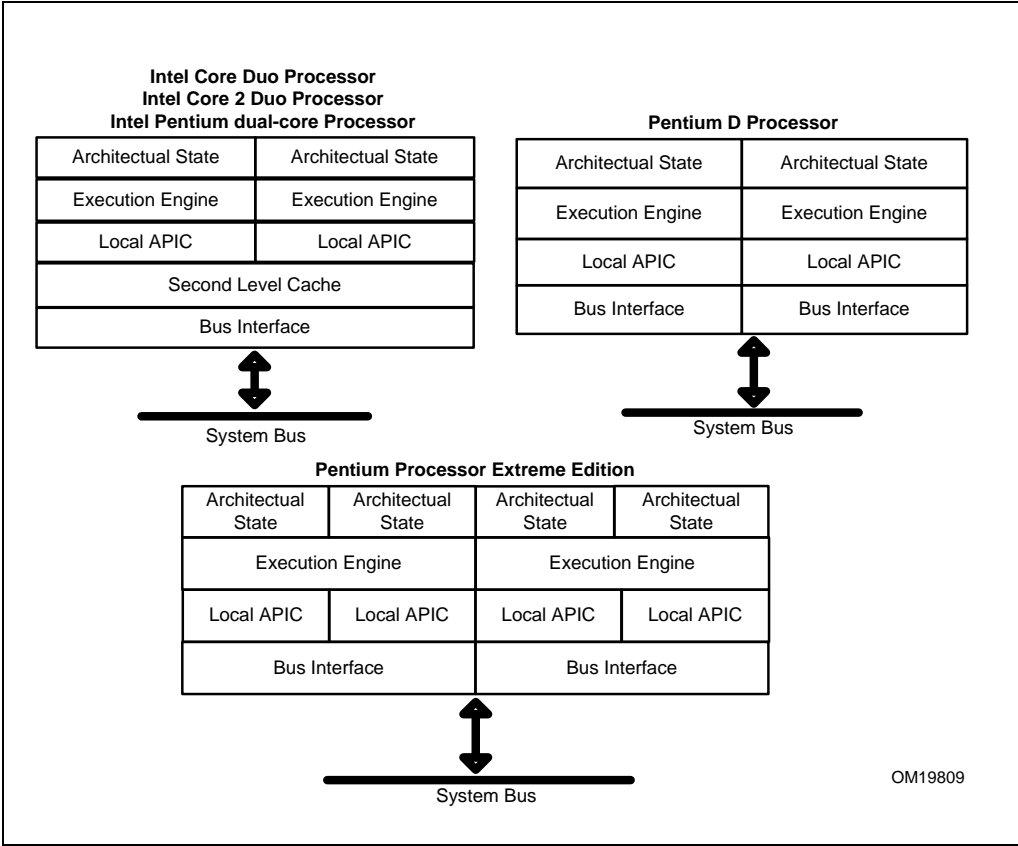 Intel Core Duo Processor
Intel Core 2 Duo Processor
Intel Pentium dual-core Processor
Architectual State Architectual State
Execution Engine Execution Engine
Local APIC Local APIC
Second Level Cache
Bus Interface
System Bus
Pentium D Processor
Architectual State Architectual State
Execution Engine Execution Engine
Local APIC Local APIC
Bus Interface Bus Interface
System Bus
Pentium Processor Extreme Edition
Architectual Architectual Architectual Architectual
State State State State
Execution Engine Execution Engine
Local APIC Local APIC Local APIC Local APIC
Bus Interface Bus Interface
System Bus
OM19809